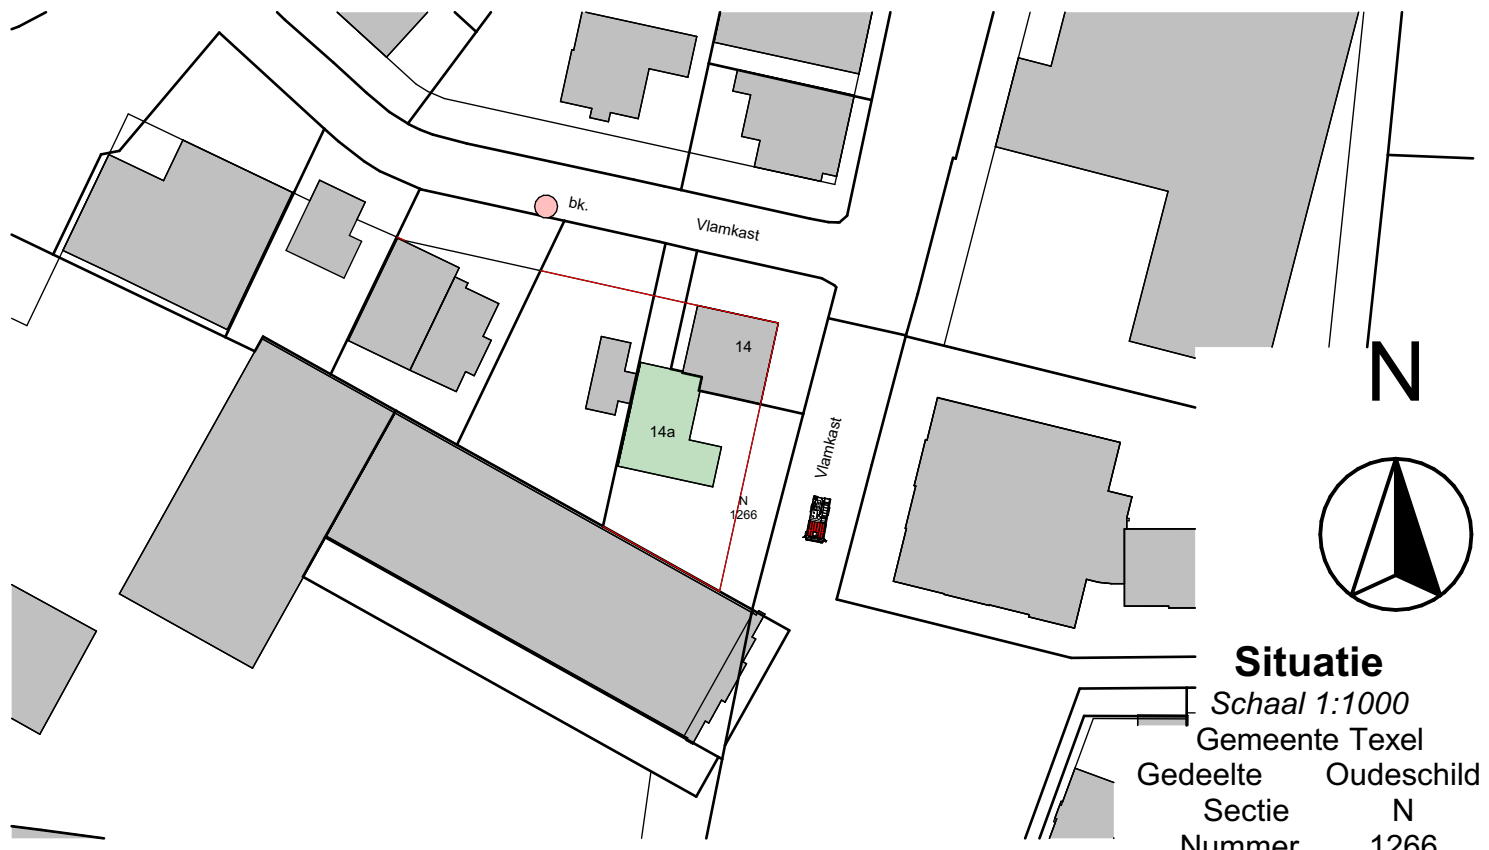 bk.
Vlamkast
14
14a
Vlamkast
N
1266
N
Situatie
Schaal 1:1000
Gemeente Texel
Gedeelte Oudeschild
Sectie N
Nummer 1266